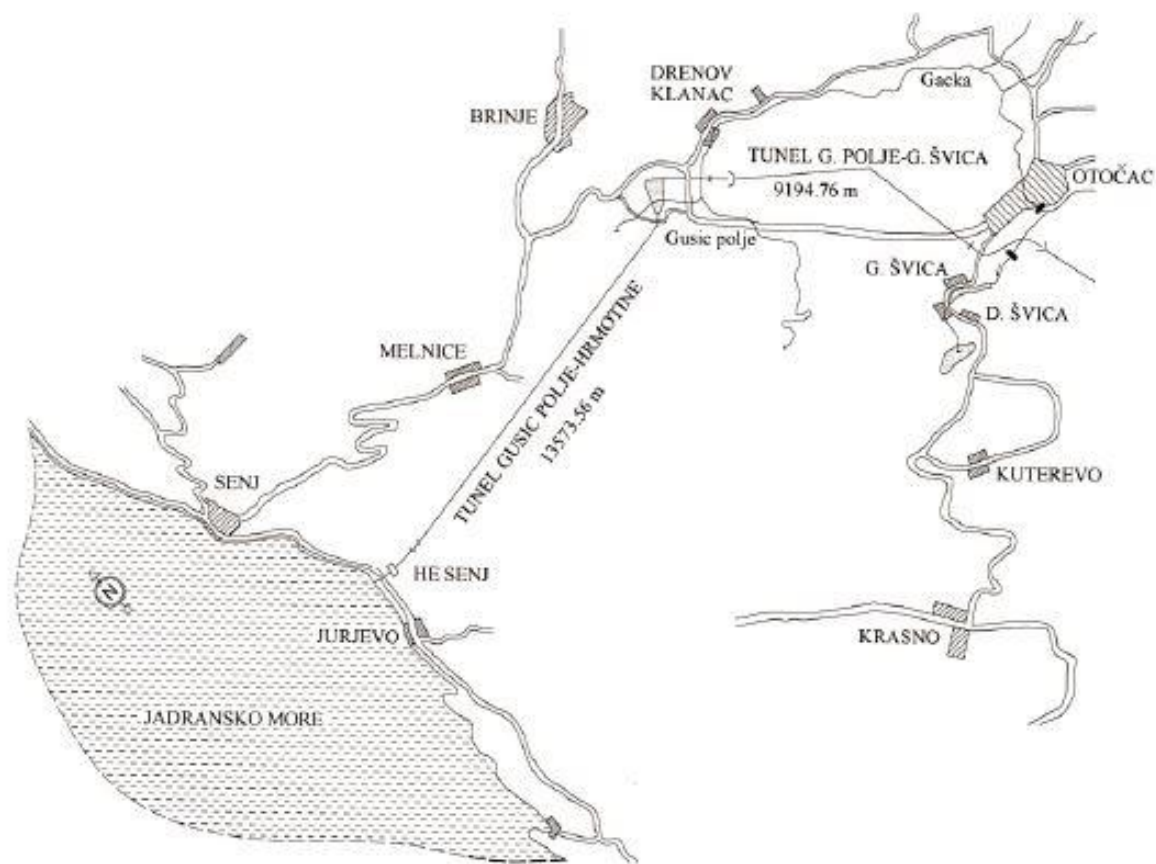 DRENOV
KLANAC
Gacka
BRINJE
TUNEL G. POLJE-G. ŠVICA
9194.76 m
OTOČAC
Gusic polje
G. ŠVICA
D. ŠVICA
MELNICE
TUNEL GUSIC POLJE-HRMOTINE
13573.56 m
KUTEREVO
SENJ
HE SENJ
N
JURJEVO
KRASNO
JADRANSKO MORE